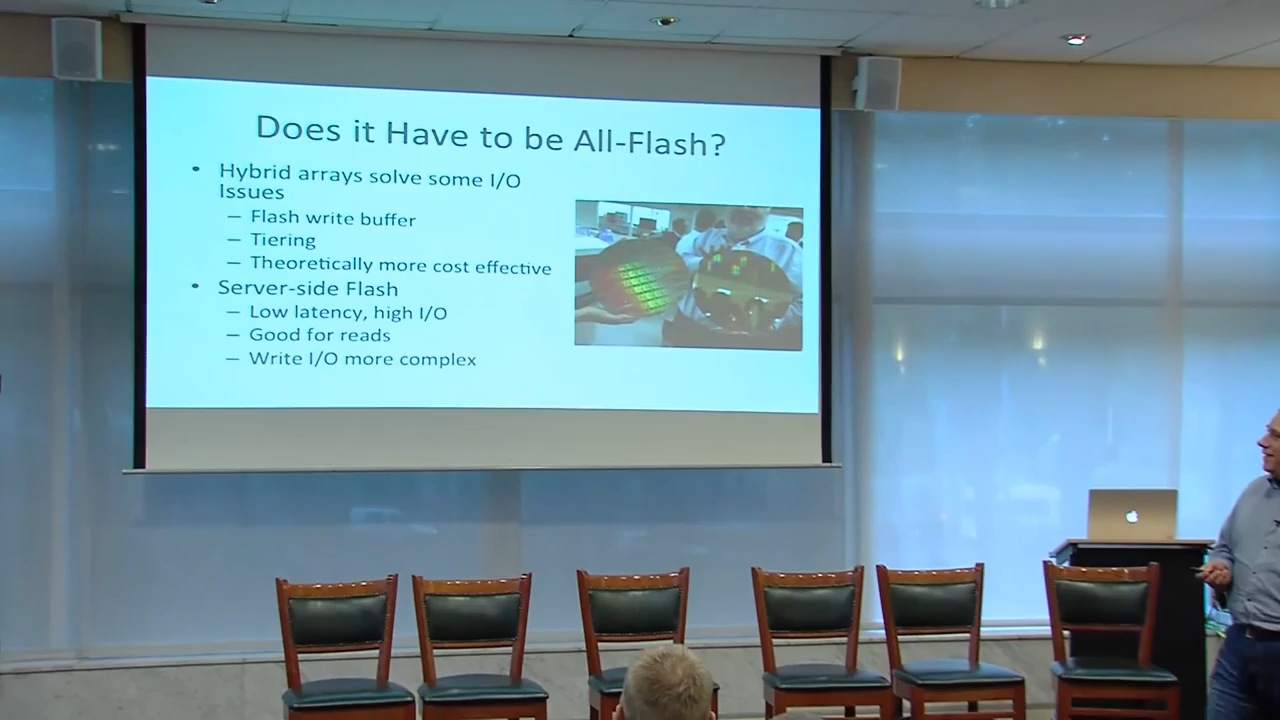 Does it Have to be All-Flash?
• Hybrid arrays solve some I/O
Issues
– Flash write buffer
– Tiering
– Theoretically more cost effective
• Server-side Flash
– Low latency, high I/O
– Good for reads
– Write I/O more complex